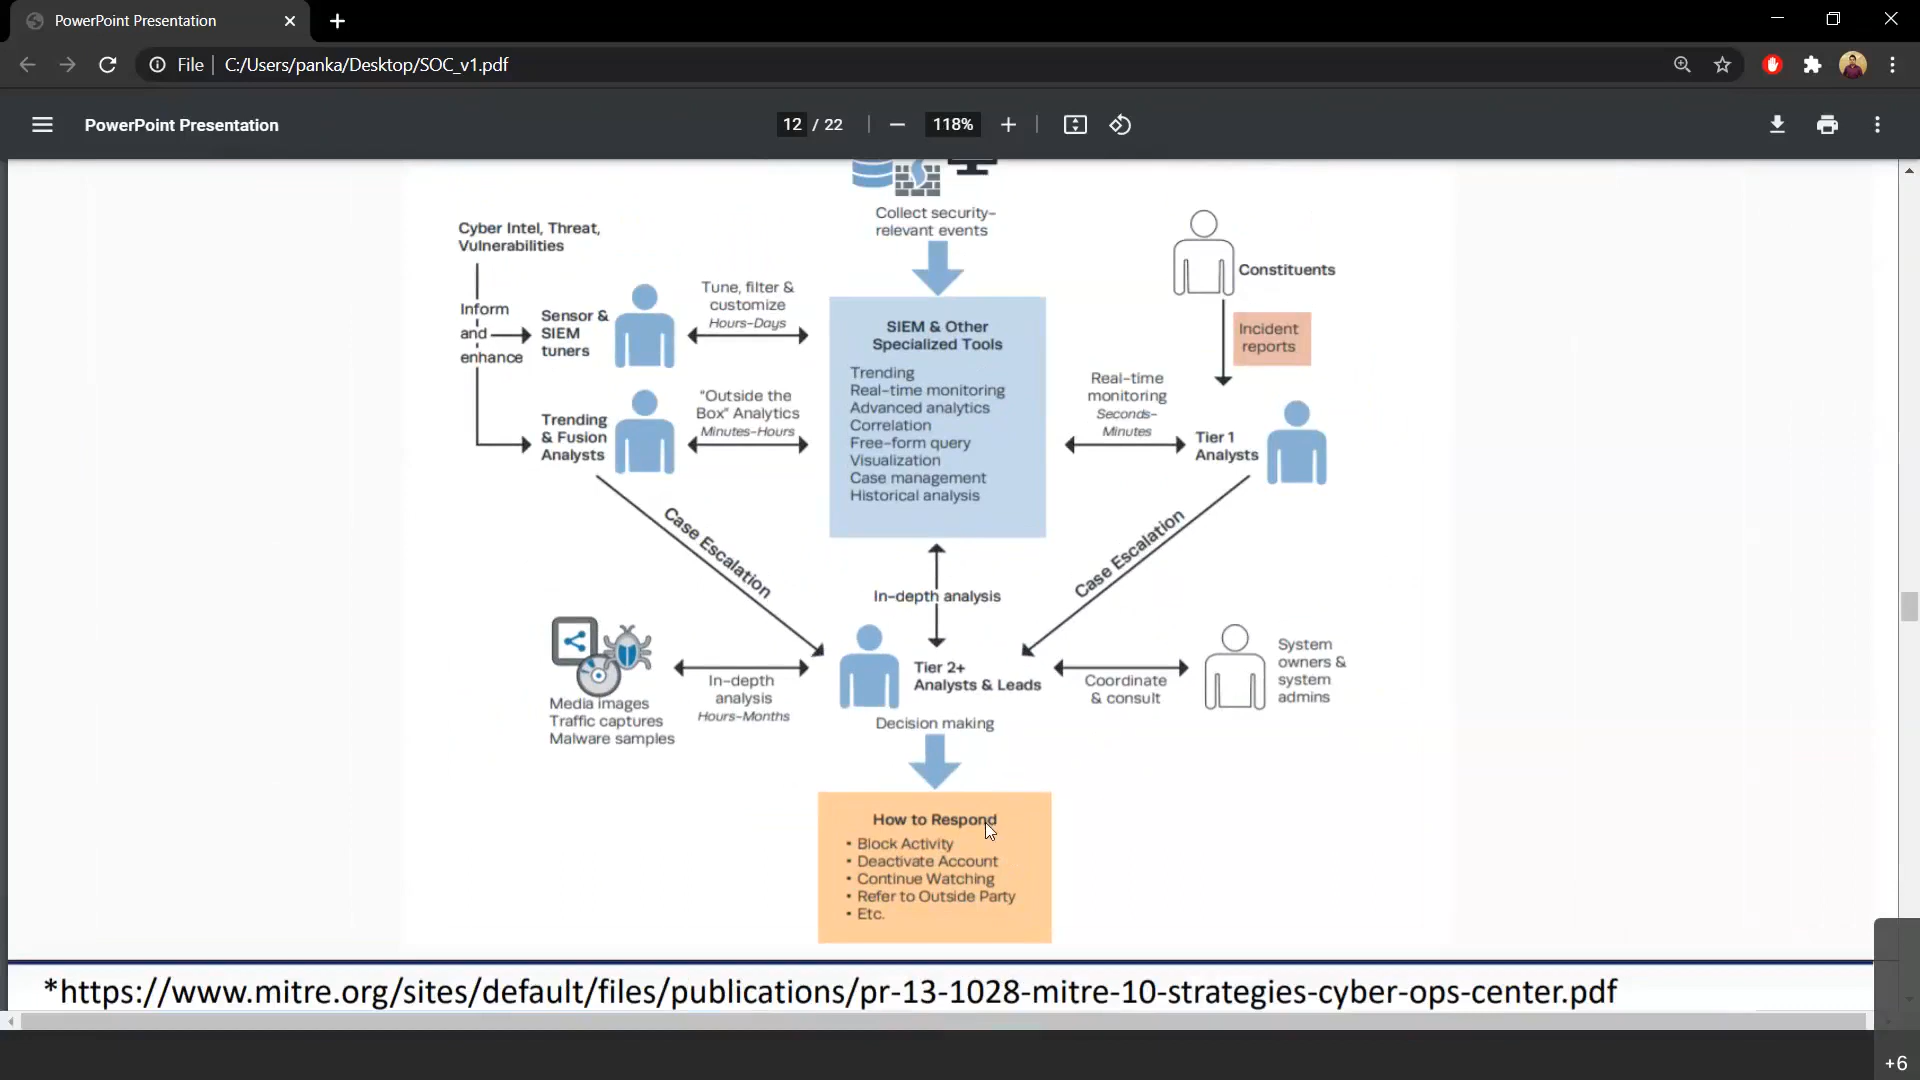 PowerPoint Presentation
File
C:/Users/panka/Desktop/SOC_v1.pdf
PowerPoint Presentation
12 / 22
118%
Collect security-
relevant events
Cyber Intel, Threat,
Vulnerabilities
Inform
and
enhance
Sensor &
SIEM
tuners
Tune, filter &
customize
Hours-Days
Trending
& Fusion
Analysts
"Outside the
Box" Analytics
Minutes-Hours
SIEM & Other
Specialized Tools
Trending
Real-time monitoring
Advanced analytics
Correlation
Free-form query
Visualization
Case management
Historical analysis
Constituents
Incident
reports
Real-time
monitoring
Seconds-
Minutes
Tier 1
Analysts
Case Escalation
Case Escalation
In-depth analysis
Media images
Traffic captures
Malware samples
In-depth
analysis
Hours-Months
Tier 2+
Analysts & Leads
Decision making
Coordinate
& consult
System
owners &
system
admins
How to Respond
• Block Activity
• Deactivate Account
• Continue Watching
• Refer to Outside Party
• Etc.
*https://www.mitre.org/sites/default/files/publications/pr-13-1028-mitre-10-strategies-cyber-ops-center.pdf
+6